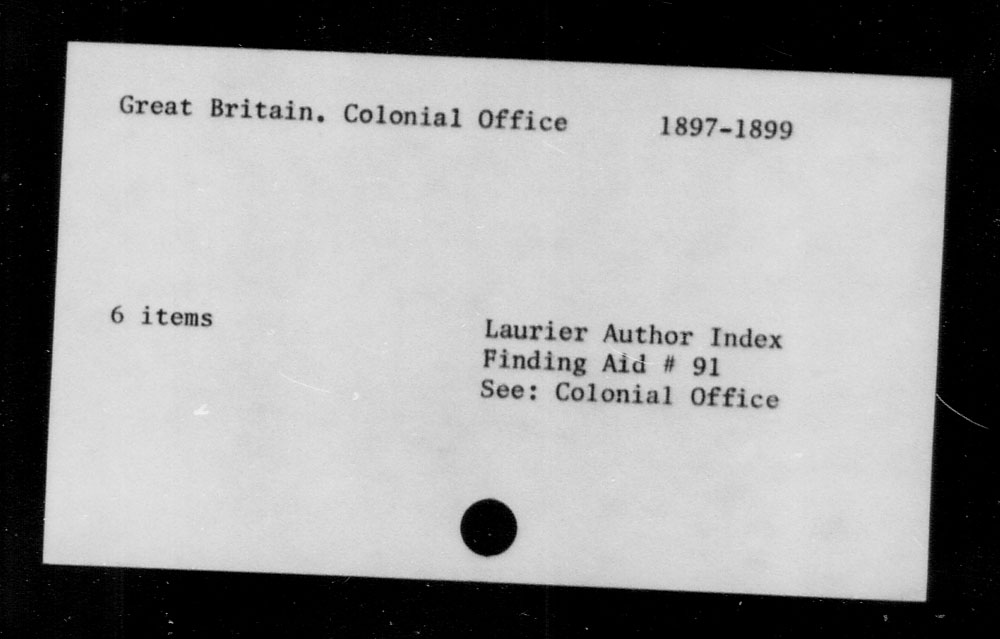 Great Britain. Colonial Office 1897-1899
6 items
Laurier Author Index
Finding Aid # 91
See: Colonial Office